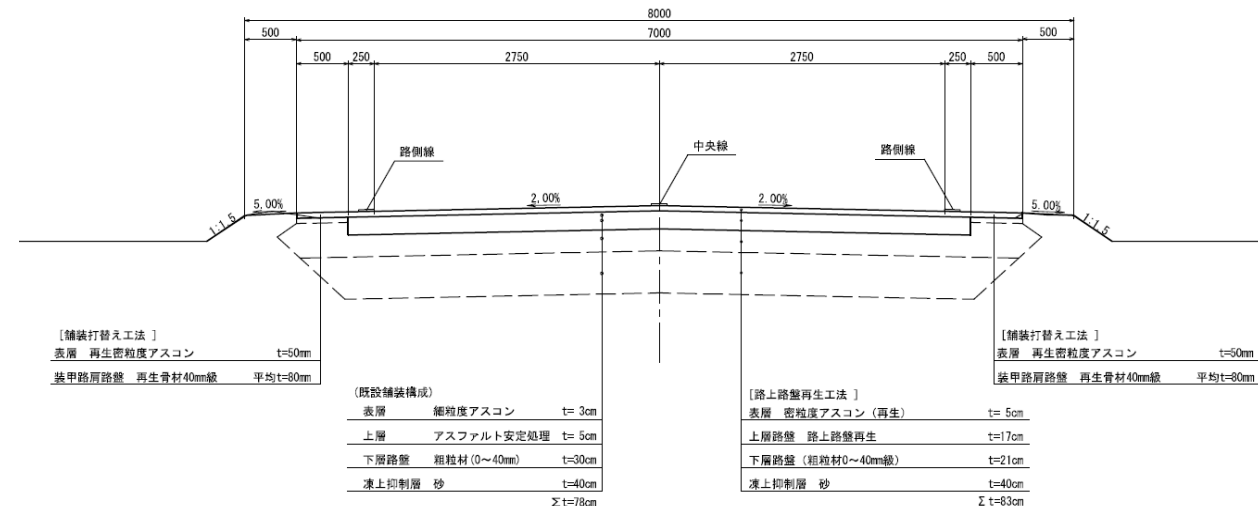 8000
500 7000 500
500 250 2750 2750 250 500
路側線 中央線 路側線
5.00% 2.00% 2.00% 5.00%
1:1.5 1:1.5
[舗装打替え工法 ]
表層 再生密粒度アスコン t=50mm
装甲路肩路盤 再生骨材40mm級 平均t=80mm
(既設舗装構成)
表層 細粒度アスコン t= 3cm
上層 アスファルト安定処理 t= 5cm
下層路盤 粗粒材(0～40mm) t=30cm
凍上抑制層 砂 t=40cm
Σt=78cm
[路上路盤再生工法 ]
表層 密粒度アスコン (再生) t= 5cm
上層路盤 路上路盤再生 t=17cm
下層路盤 (粗粒材0～40mm級) t=21cm
凍上抑制層 砂 t=40cm
Σt=83cm
[舗装打替え工法 ]
表層 再生密粒度アスコン t=50mm
装甲路肩路盤 再生骨材40mm級 平均t=80mm